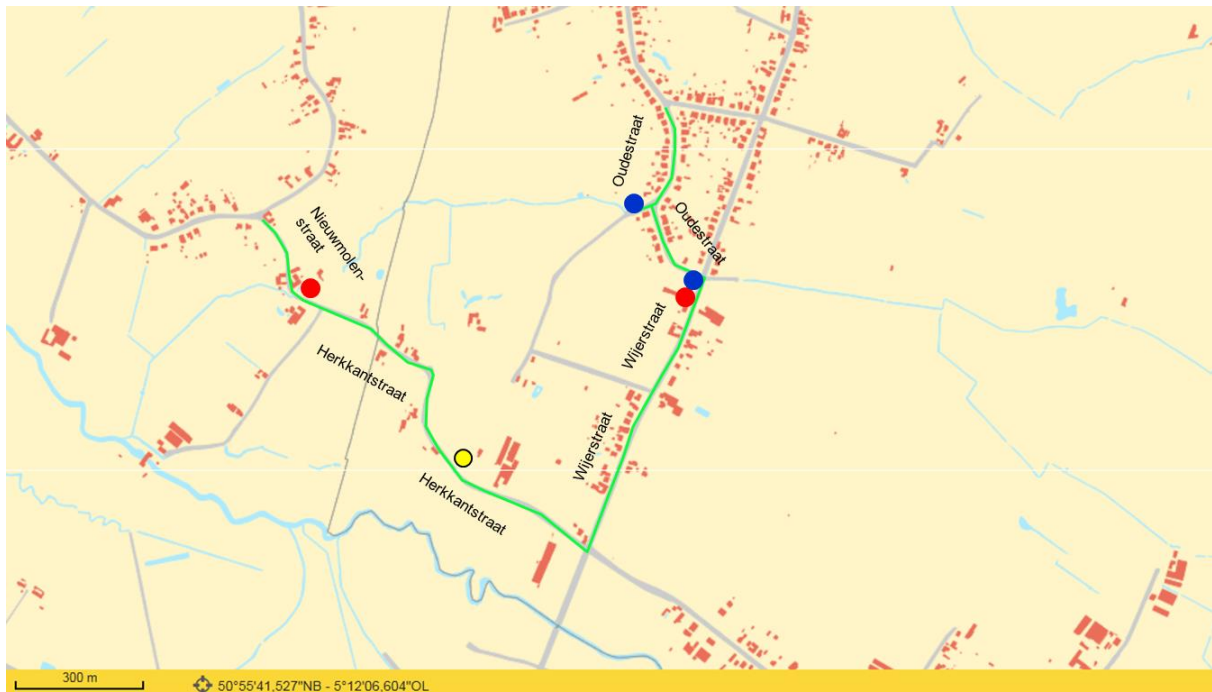 Oudestraat
Oudestraat
Nieuwmolen-
straat
Wijerstraat
Herkkantstraat
Wijerstraat
Herkkantstraat
300 m
50°55'41,527"NB - 5°12'06,604"OL